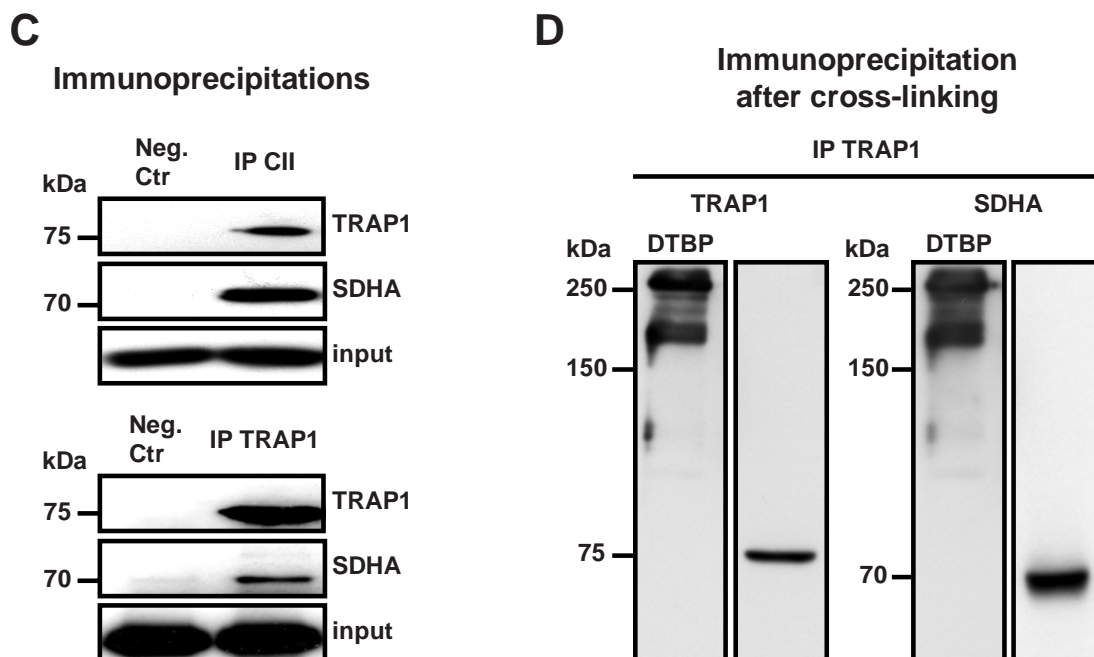 C
Immunoprecipitations
Neg.
Ctr
IP CII
kDa
TRAP1
75
SDHA
70
input
Neg.
Ctr
IP TRAP1
kDa
TRAP1
75
SDHA
70
input
D
Immunoprecipitation
after cross-linking
IP TRAP1
TRAP1
SDHA
kDa
DTBP
kDa
DTBP
250
250
150
150
75
70